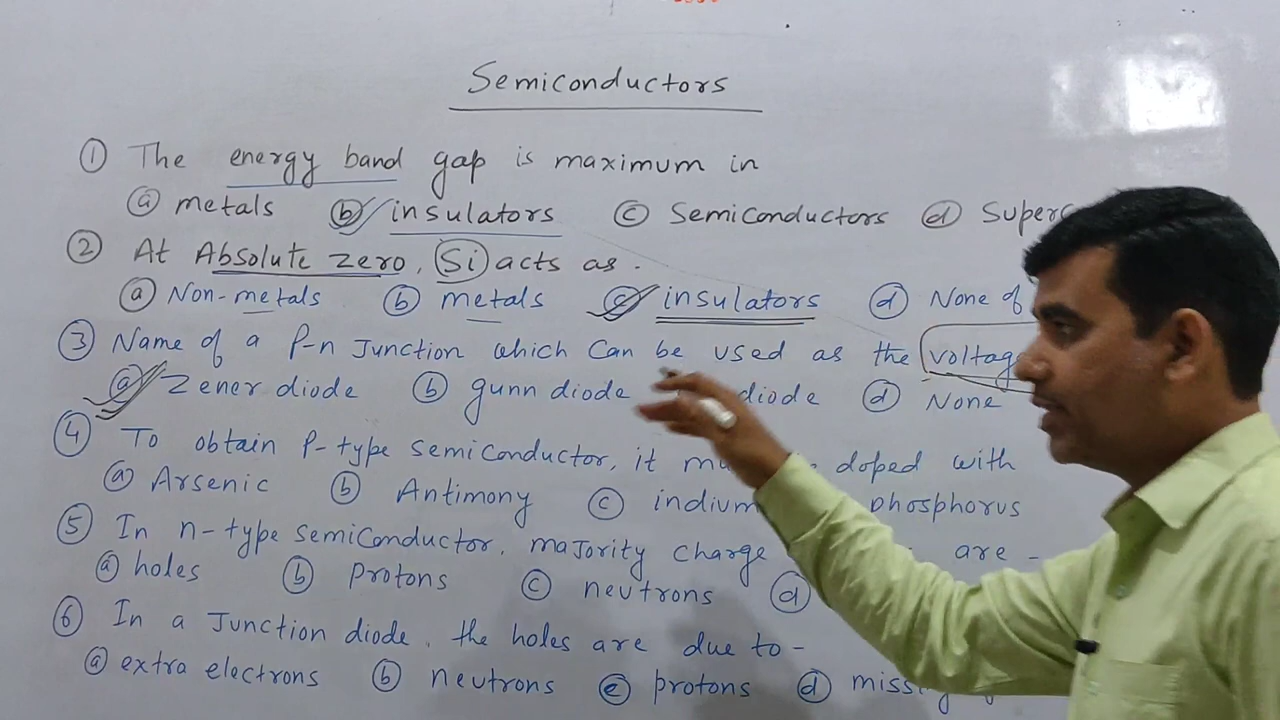 Semiconductors
① The energy band gap is maximum in
ⓐ metals ⓑ insulators ⓒ Semiconductors ⓓ
② At Absolute Zero, Si acts as.
ⓐ Non-metals ⓑ metals ⓒ insulators ⓓ None of
③ Name of a P-n Junction which Can be used as the
ⓐ Zener diode ⓑ gunn diode diode ⓓ None
④ To obtain P-type semiconductor, it doped with
ⓐ Arsenic ⓑ Antimony ⓒ indium phosphorus
⑤ In n-type semiconductor, majority charge are -
ⓐ holes ⓑ protons ⓒ neutrons ⓓ
⑥ In a Junction diode, the holes are due to -
ⓐ extra electrons ⓑ neutrons ⓒ protons ⓓ